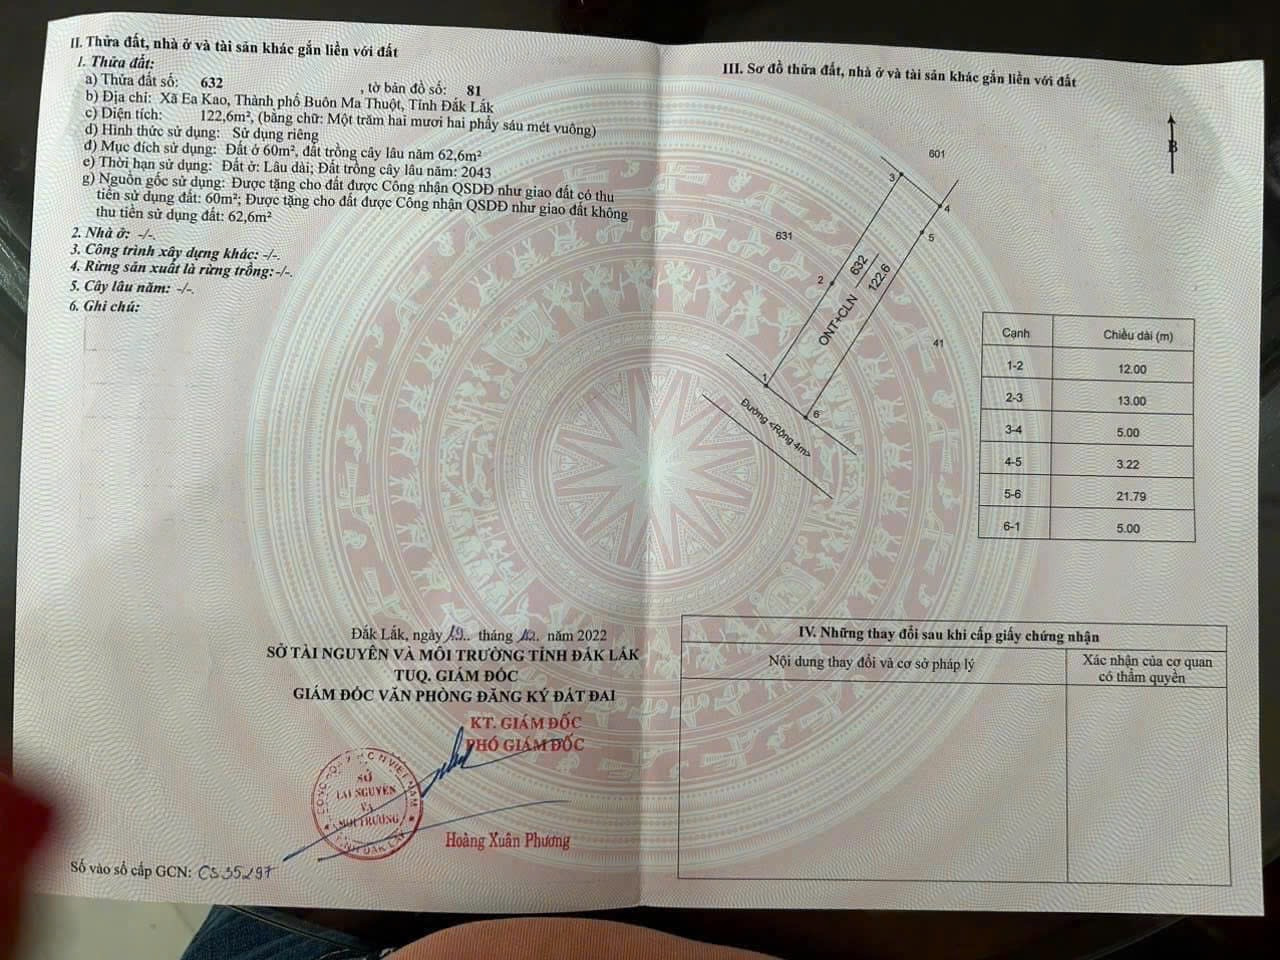 II. Thửa đất, nhà ở và tài sản khác gắn liền với đất
1. Thửa đất:
a) Thửa đất số: 632 , tờ bản đồ số: 81
b) Địa chỉ: Xã Ea Kao, Thành phố Buôn Ma Thuột, Tỉnh Đắk Lắk
c) Diện tích: 122,6m², (bằng chữ: Một trăm hai mươi hai phẩy sáu mét vuông)
d) Hình thức sử dụng: Sử dụng riêng
đ) Mục đích sử dụng: Đất ở 60m², đất trồng cây lâu năm 62,6m²
e) Thời hạn sử dụng: Đất ở: Lâu dài; Đất trồng cây lâu năm: 2043
g) Nguồn gốc sử dụng: Được tặng cho đất được Công nhận QSDĐ như giao đất có thu
tiền sử dụng đất: 60m²; Được tặng cho đất được Công nhận QSDĐ như giao đất không
thu tiền sử dụng đất: 62,6m²
2. Nhà ở: -/-.
3. Công trình xây dựng khác: -/-.
4. Rừng sản xuất là rừng trồng: -/-.
5. Cây lâu năm: -/-.
6. Ghi chú:
Đắk Lắk, ngày 19.. tháng 12. năm 2022
SỞ TÀI NGUYÊN VÀ MÔI TRƯỜNG TỈNH ĐẮK LẮK
TUQ. GIÁM ĐỐC
GIÁM ĐỐC VĂN PHÒNG ĐĂNG KÝ ĐẤT ĐAI
KT. GIÁM ĐỐC
PHÓ GIÁM ĐỐC
SỞ
TÀI NGUYÊN
VÀ
MÔI TRƯỜNG
TỈNH ĐẮK LẮK
Hoàng Xuân Phương
Số vào sổ cấp GCN: CS 35297
III. Sơ đồ thửa đất, nhà ở và tài sản khác gắn liền với đất
B
601
3
4
5
631
2
632
ONT+CLN
122.6
41
1
6
Đường <Rộng 4m>
Cạnh Chiều dài (m)
1-2 12.00
2-3 13.00
3-4 5.00
4-5 3.22
5-6 21.79
6-1 5.00
IV. Những thay đổi sau khi cấp giấy chứng nhận
Nội dung thay đổi và cơ sở pháp lý
Xác nhận của cơ quan
có thẩm quyền